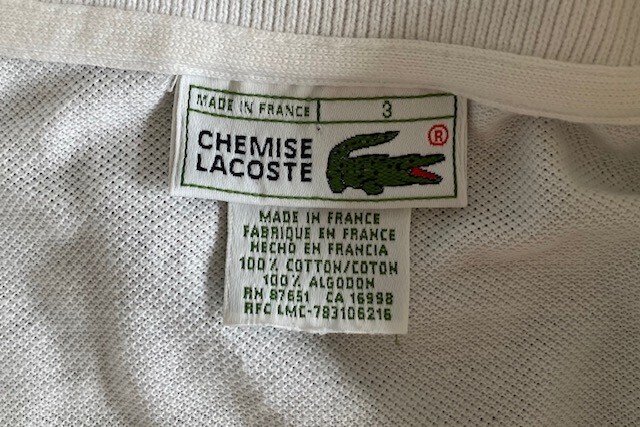 MADE IN FRANCE 3
CHEMISE
LACOSTE ®
MADE IN FRANCE
FABRIQUE EN FRANCE
HECHO EN FRANCIA
100% COTTON/COTON
100% ALGODON
RN 87651 CA 16998
RFC LMC-783106216